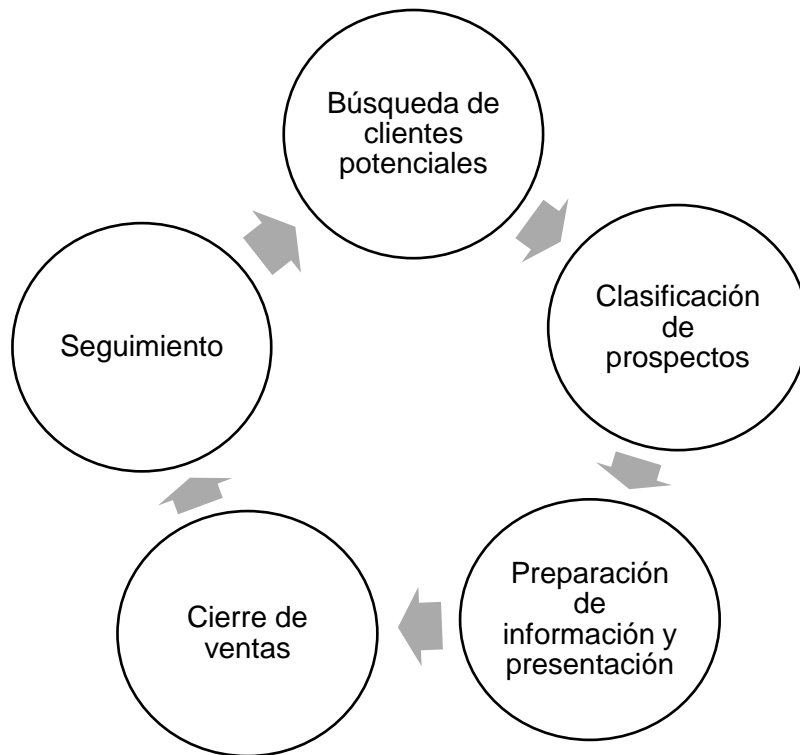 Búsqueda de
clientes
potenciales
Clasificación
de
prospectos
Preparación
de
información y
presentación
Cierre de
ventas
Seguimiento